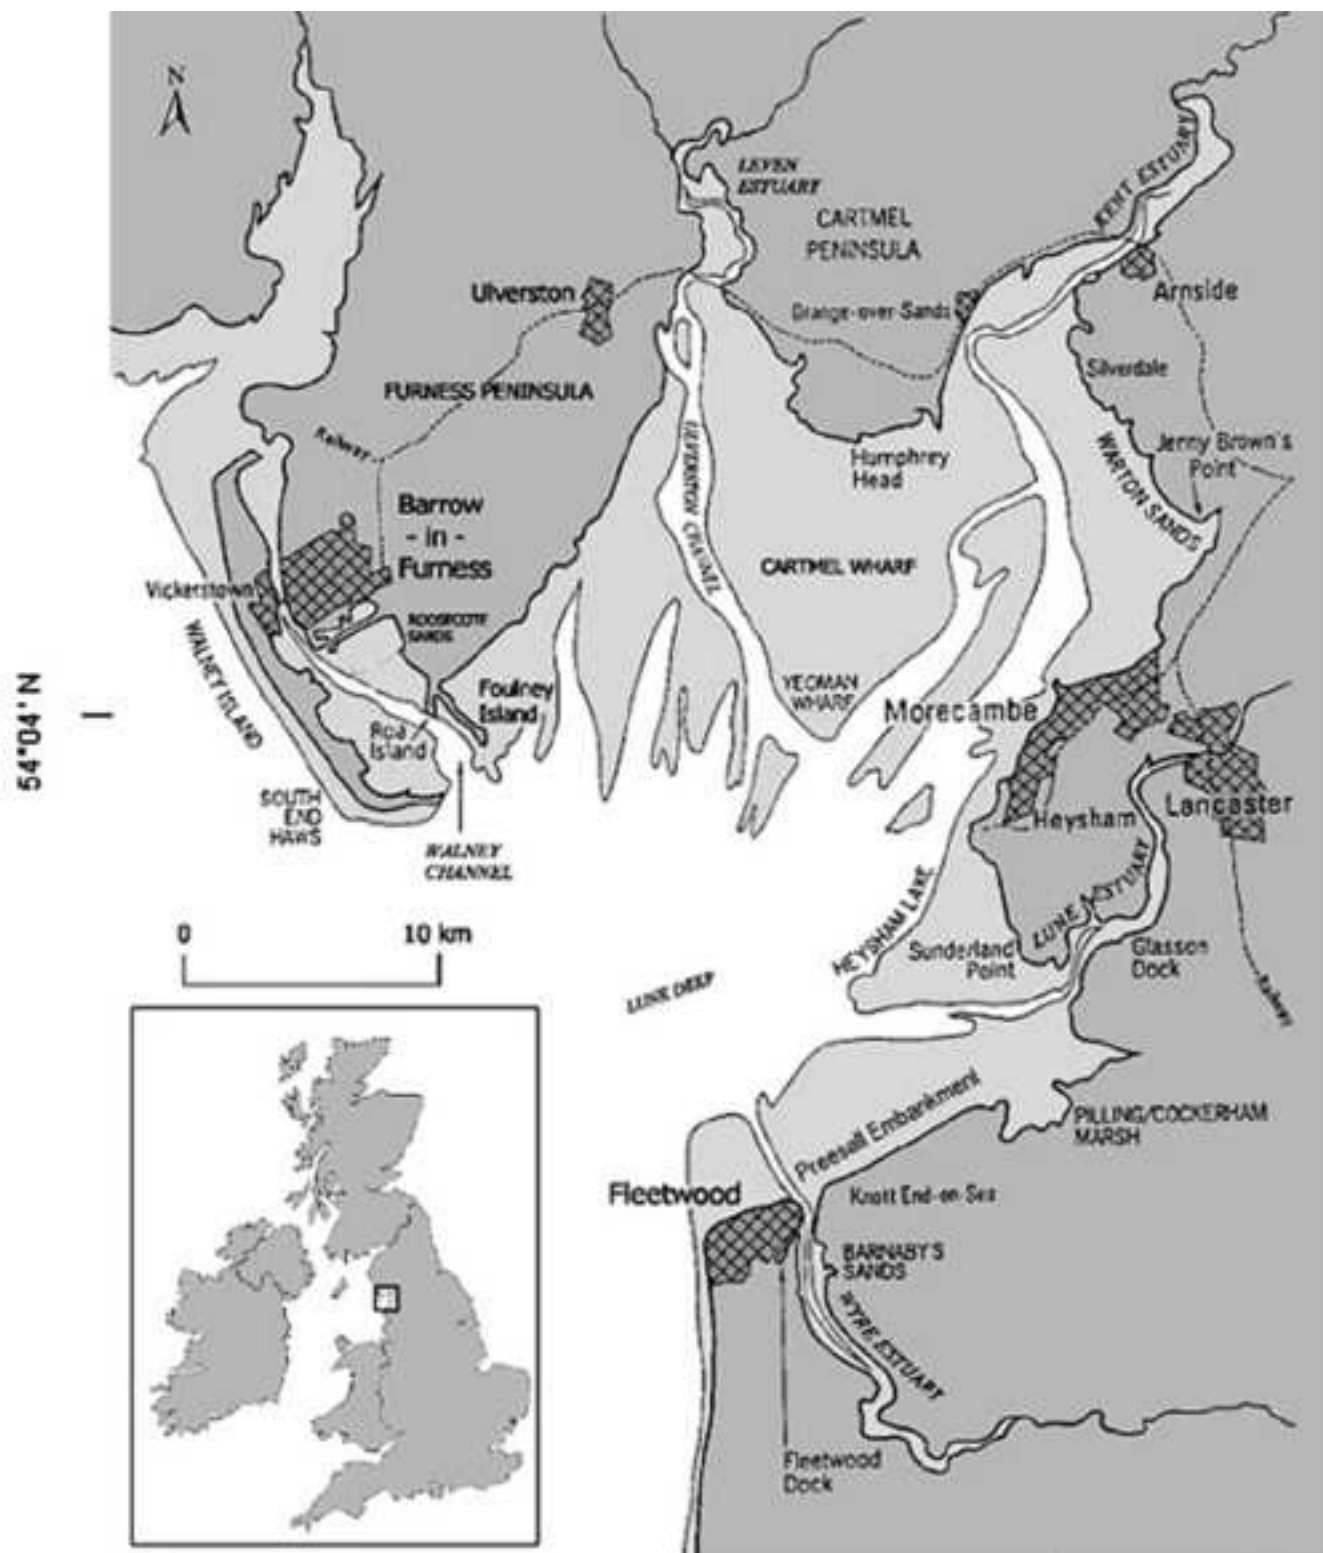 N
LEVEN
ESTUARY
KENT ESTUARY
CARTMEL
PENINSULA
Ulverston
Grange-over-Sands
Arnside
Silverdale
FURNESS PENINSULA
Railway
Humphrey
Head
Jenny Brown's
Point
WARTON SANDS
ULVERSTON CHANNEL
Barrow
- in -
Furness
CARTMEL WHARF
Vickerstown
ROOSECOTE
SANDS
WALNEY ISLAND
Foulney
Island
YEOMAN
WHARF
Morecambe
54°04' N
Roa
Island
SOUTH
END
HAWS
Heysham
Lancaster
WALNEY
CHANNEL
HEYSHAM LAKE
LUNE ESTUARY
0
10 km
Sunderland
Point
Glasson
Dock
LUNE DEEP
Railway
Preesall Embankment
PILLING/COCKERHAM
MARSH
Fleetwood
Knott End-on-Sea
BARNABY'S
SANDS
WYRE ESTUARY
Fleetwood
Dock